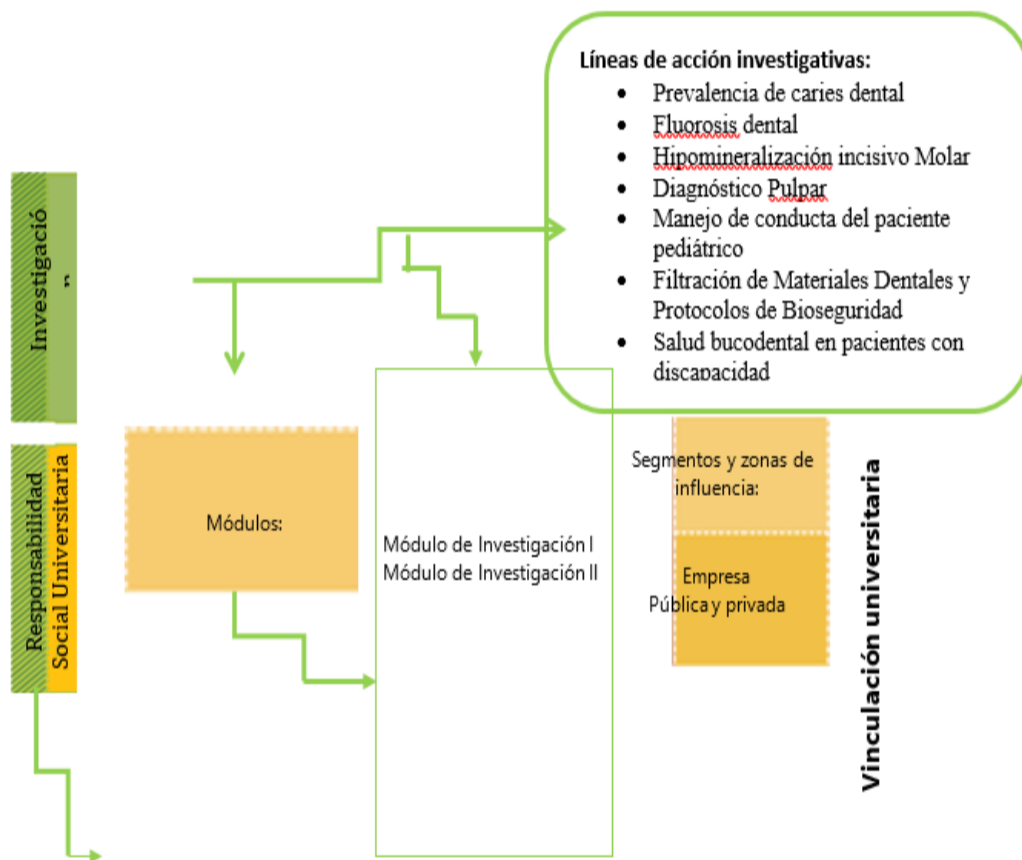 Líneas de acción investigativas:
• Prevalencia de caries dental
• Fluorosis dental
• Hipomineralización incisivo Molar
• Diagnóstico Pulpar
• Manejo de conducta del paciente
pediátrico
• Filtración de Materiales Dentales y
Protocolos de Bioseguridad
• Salud bucodental en pacientes con
discapacidad
Investigació
Responsabilidad
Social Universitaria
Módulos:
Módulo de Investigación I
Módulo de Investigación II
Segmentos y zonas de
influencia:
Empresa
Pública y privada
Vinculación universitaria